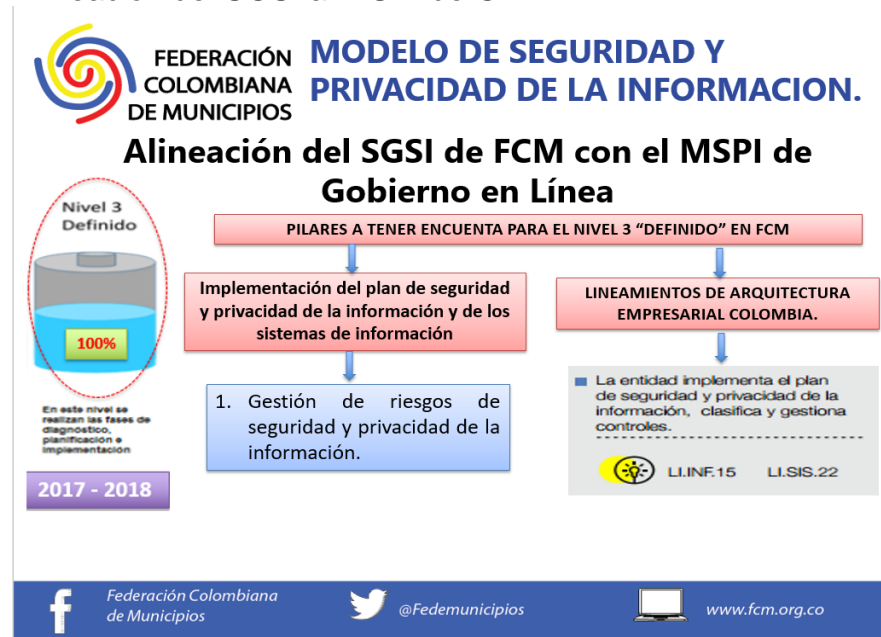 FEDERACIÓN
COLOMBIANA
DE MUNICIPIOS
MODELO DE SEGURIDAD Y
PRIVACIDAD DE LA INFORMACION.
Alineación del SGSI de FCM con el MSPI de
Gobierno en Línea
Nivel 3
Definido
100%
En este nivel se
realizan las fases de
diagnóstico,
planificación e
implementación
2017 - 2018
PILARES A TENER ENCUENTA PARA EL NIVEL 3 “DEFINIDO” EN FCM
Implementación del plan de seguridad
y privacidad de la información y de los
sistemas de información
1. Gestión de riesgos de
seguridad y privacidad de la
información.
LINEAMIENTOS DE ARQUITECTURA
EMPRESARIAL COLOMBIA.
La entidad implementa el plan
de seguridad y privacidad de la
información, clasifica y gestiona
controles.
LI.INF.15 LI.SIS.22
Federación Colombiana
de Municipios
@Fedemunicipios
www.fcm.org.co